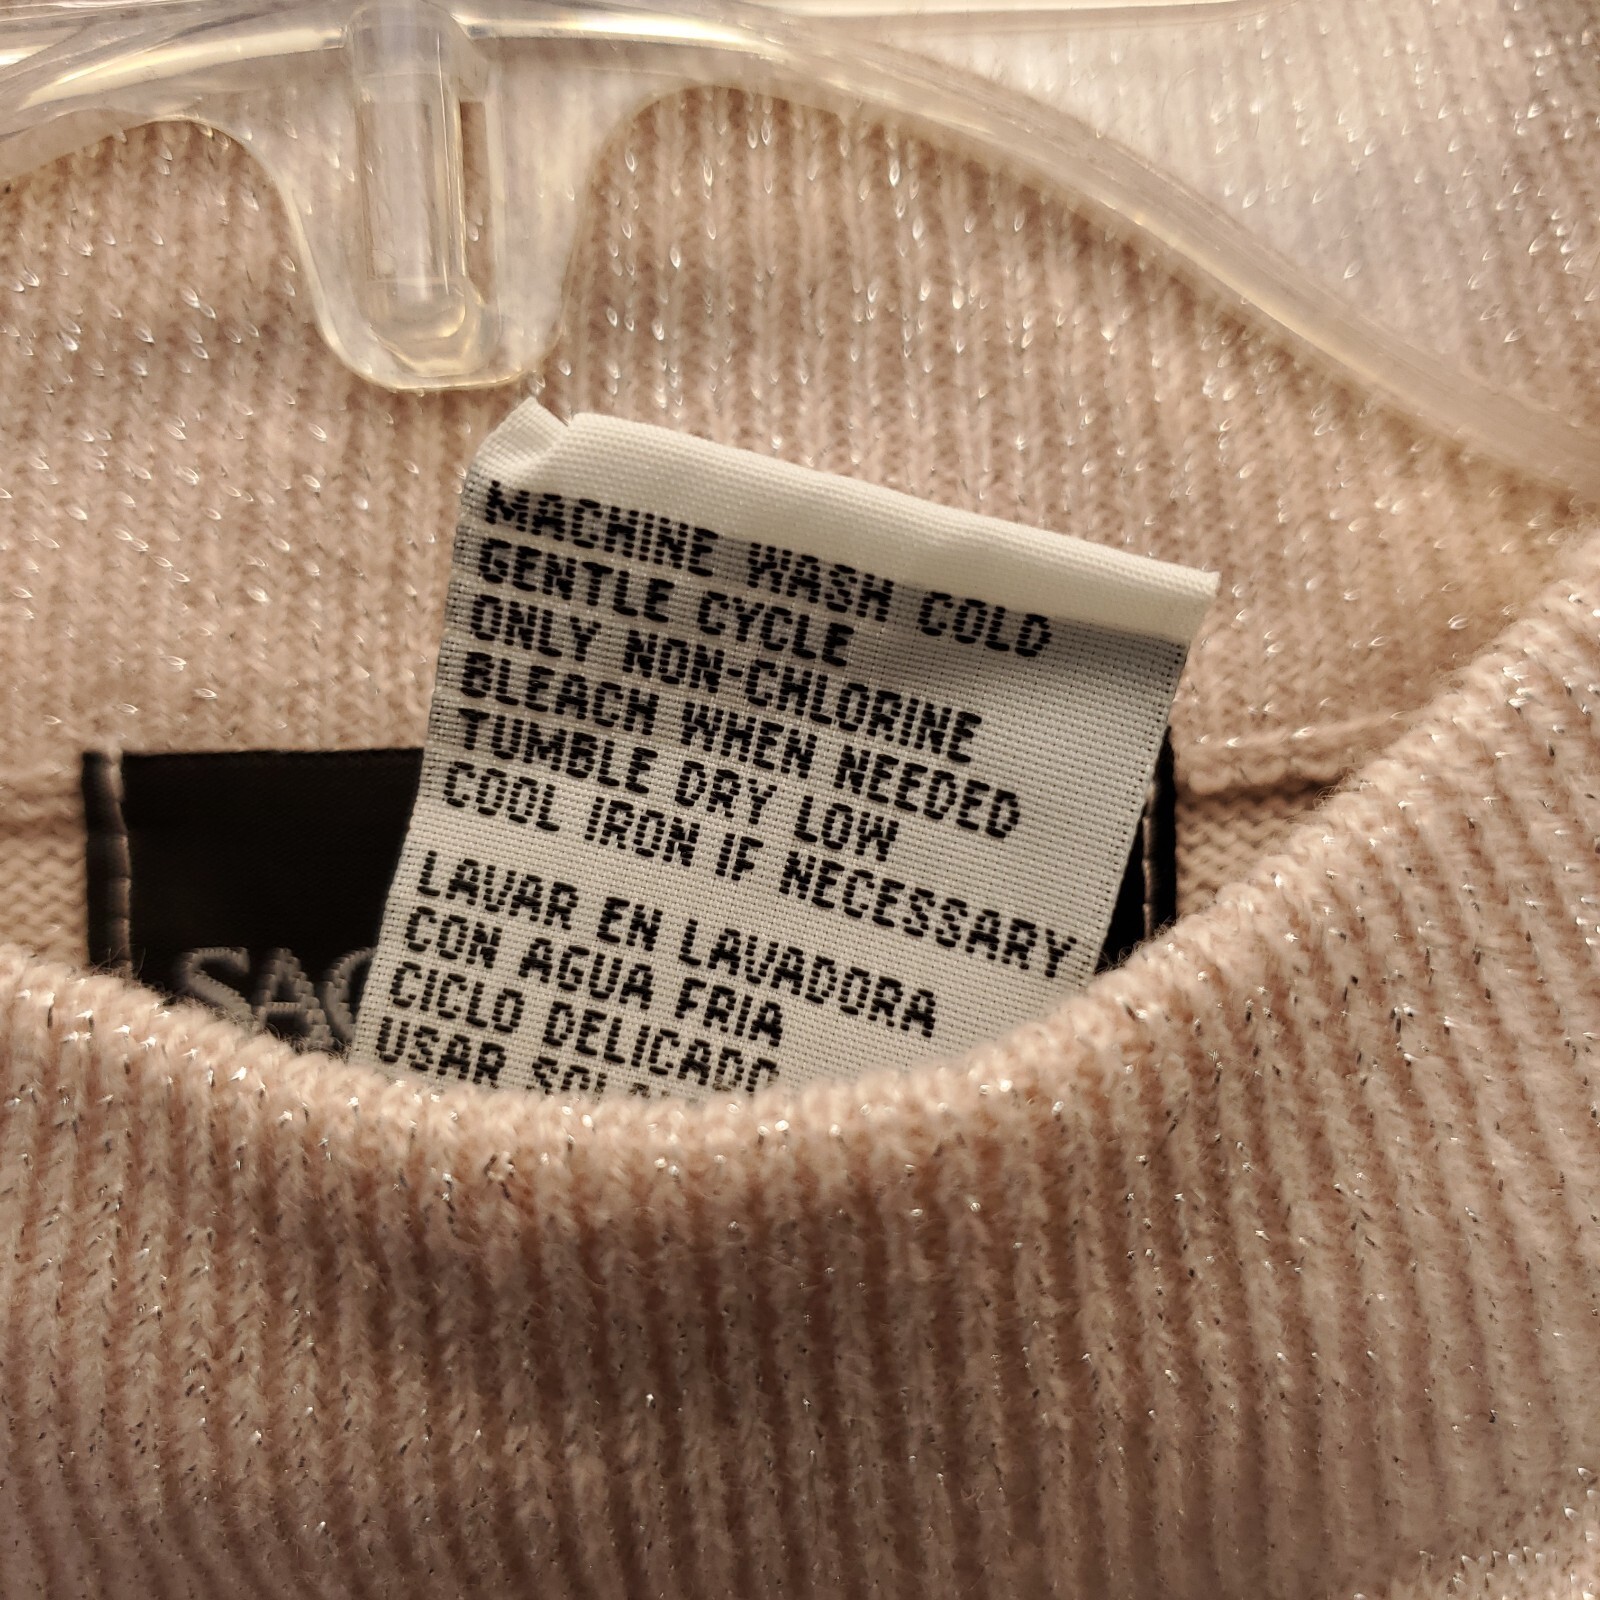 MACHINE WASH COLD
GENTLE CYCLE
ONLY NON-CHLORINE
BLEACH WHEN NEEDED
TUMBLE DRY LOW
COOL IRON IF NECESSARY
LAVAR EN LAVADORA
CON AGUA FRIA
CICLO DELICADO
USAR